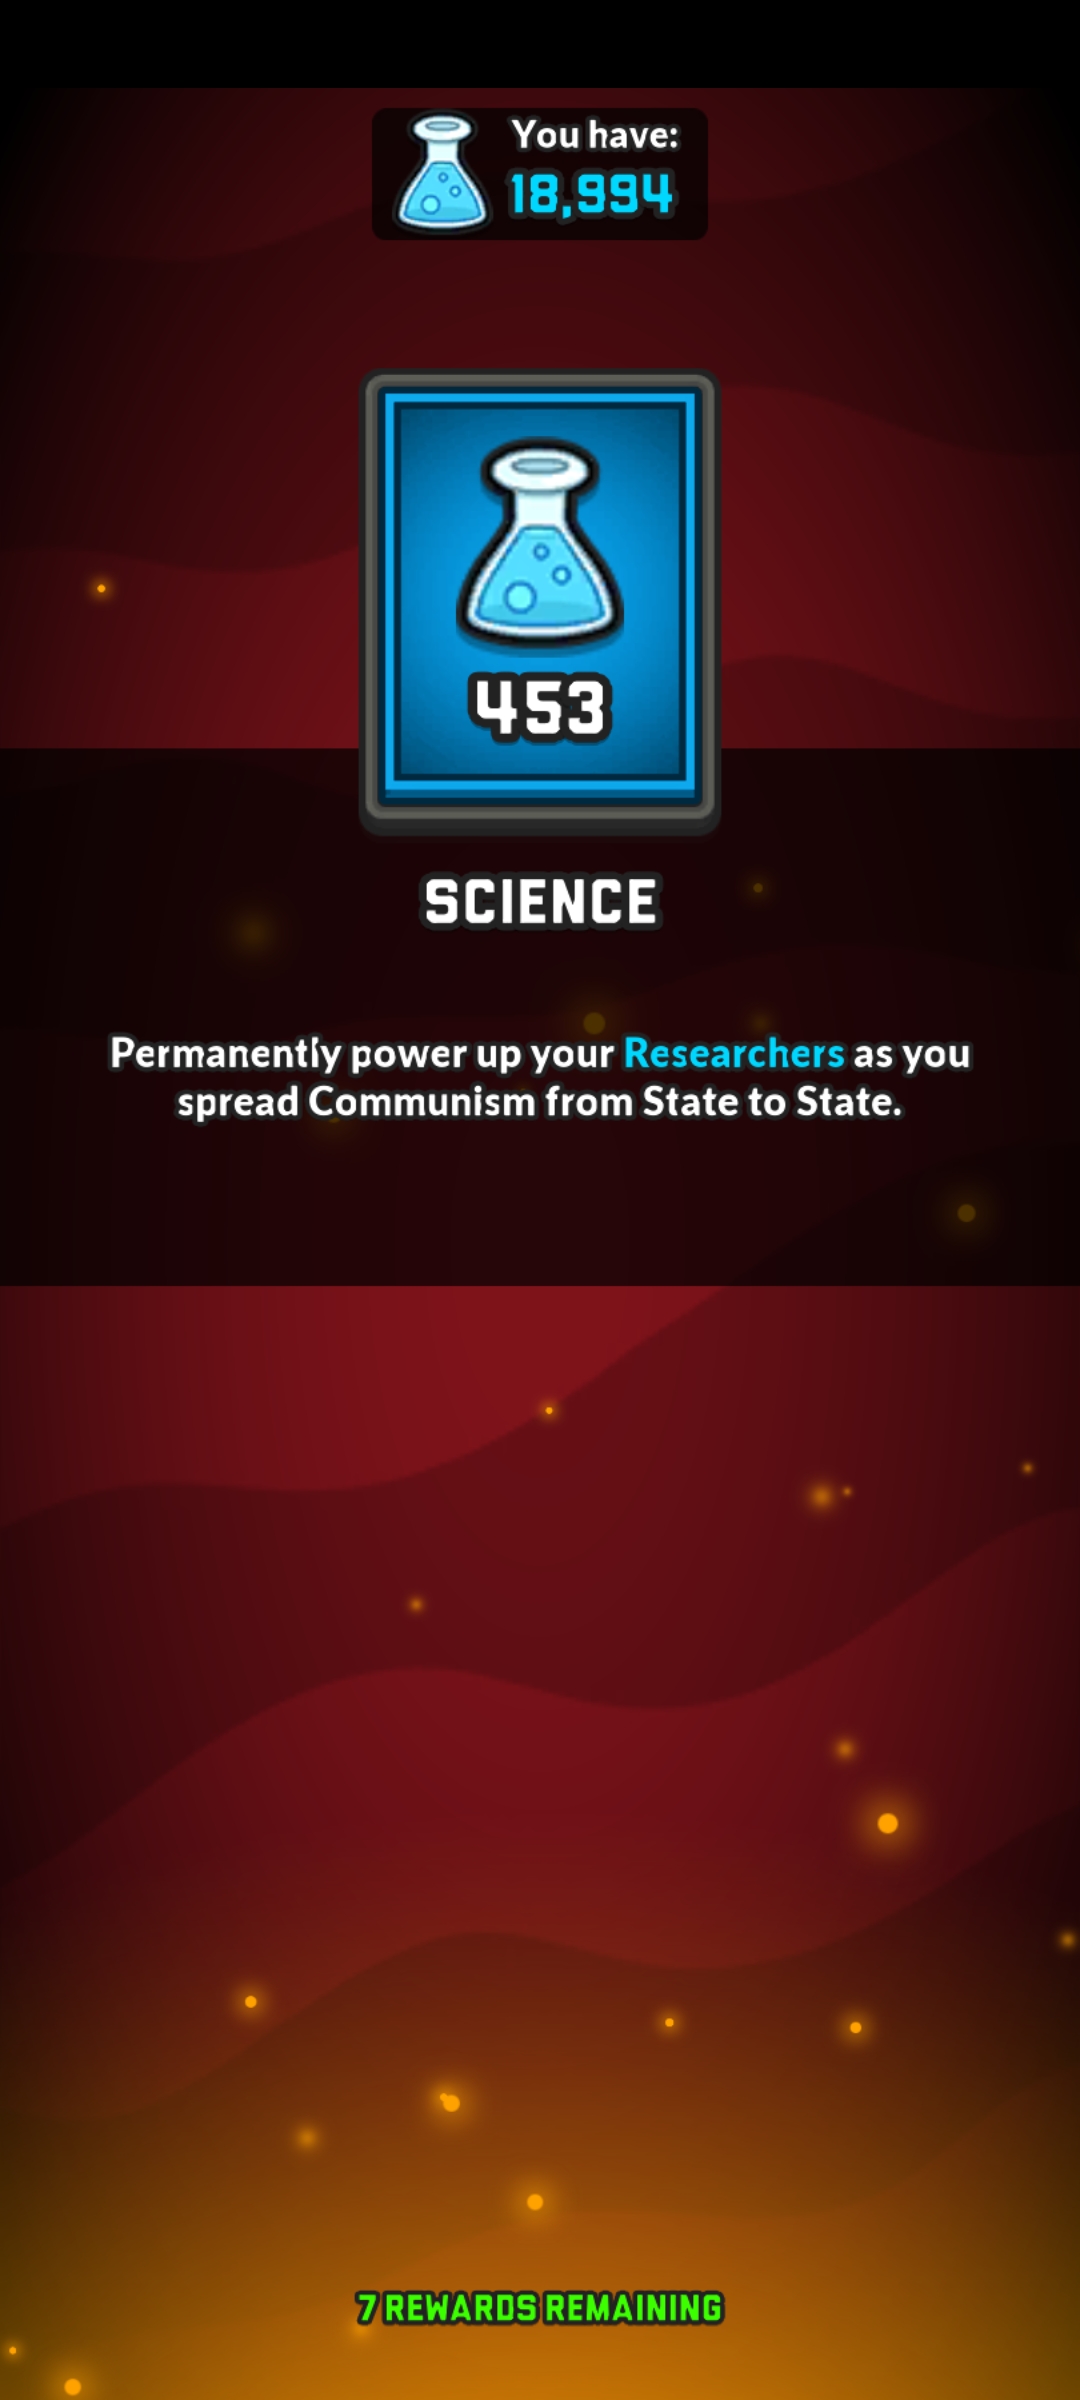 You have:
18,994
453
SCIENCE
Permanently power up your Researchers as you
spread Communism from State to State.
7 REWARDS REMAINING